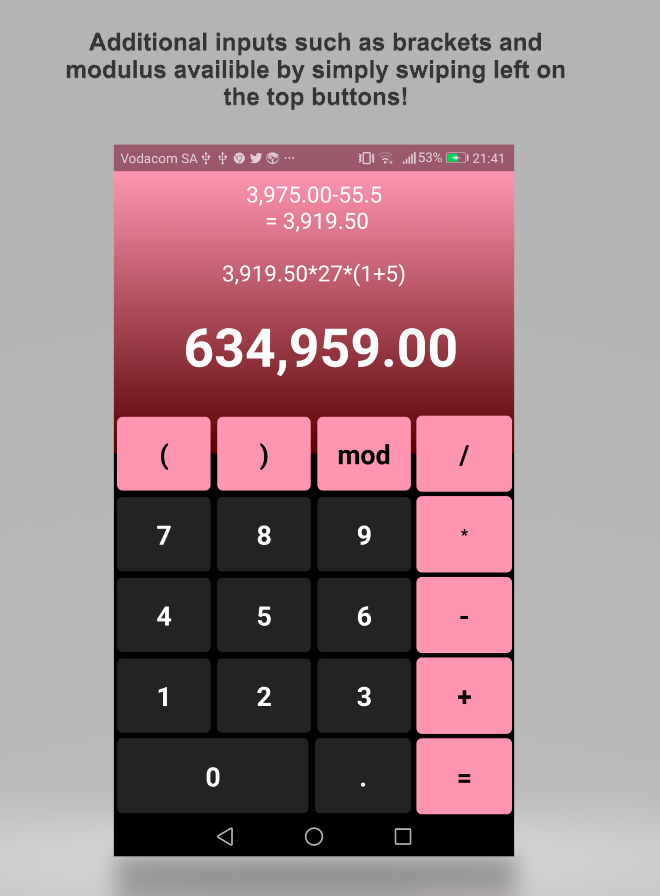 Additional inputs such as brackets and
modulus availible by simply swiping left on
the top buttons!
Vodacom SA ... 53% 21:41
3,975.00-55.5
= 3,919.50
3,919.50*27*(1+5)
634,959.00
( ) mod /
7 8 9 *
4 5 6 -
1 2 3 +
0 . =